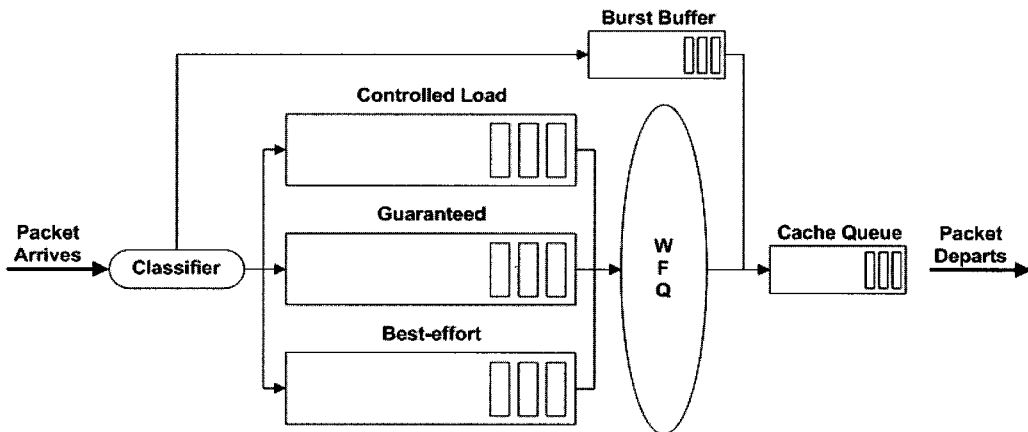 Burst Buffer
Controlled Load
Guaranteed
Packet
Arrives
Classifier
W
F
Q
Cache Queue
Packet
Departs
Best-effort